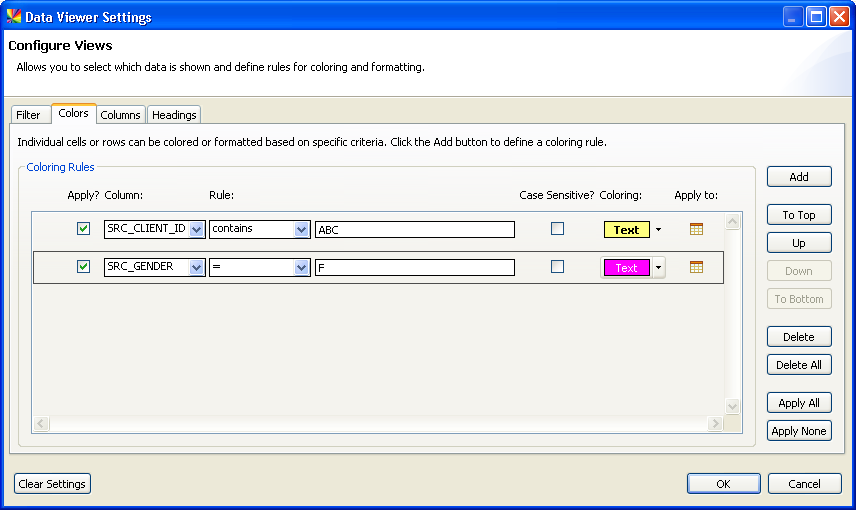 Data Viewer Settings
Configure Views
Allows you to select which data is shown and define rules for coloring and formatting.
Filter Colors Columns Headings
Individual cells or rows can be colored or formatted based on specific criteria. Click the Add button to define a coloring rule.
Coloring Rules
Apply? Column: Rule: Case Sensitive? Coloring: Apply to:
SRC_CLIENT_ID contains ABC Text
SRC_GENDER = F Text
Add
To Top
Up
Down
To Bottom
Delete
Delete All
Apply All
Apply None
Clear Settings OK Cancel